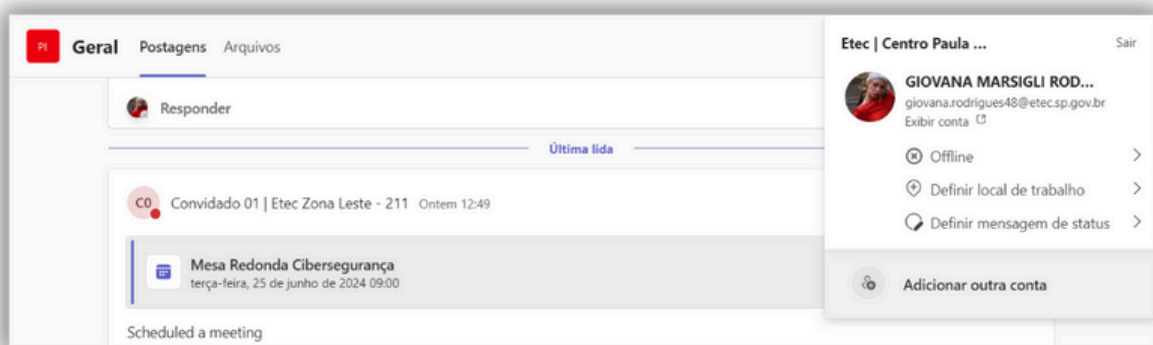 PI Geral Postagens Arquivos
Responder
Última lida
C0 Convidado 01 | Etec Zona Leste - 211 Ontem 12:49
Mesa Redonda Cibersegurança
terça-feira, 25 de junho de 2024 09:00
Scheduled a meeting
Etec | Centro Paula ... Sair
GIOVANA MARSIGLI ROD...
giovana.rodrigues48@etec.sp.gov.br
Exibir conta
Offline
Definir local de trabalho
Definir mensagem de status
Adicionar outra conta